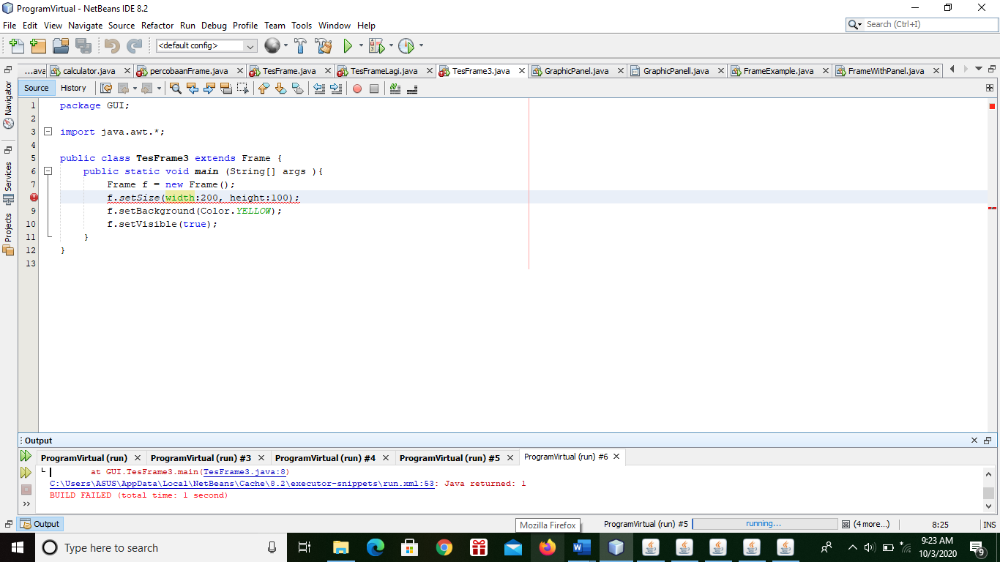 ProgramVirtual - NetBeans IDE 8.2
File Edit View Navigate Source Refactor Run Debug Profile Team Tools Window Help
Search (Ctrl+I)
<default config>
...ava calculator.java percobaanFrame.java TesFrame.java TesFrameLagi.java TesFrame3.java GraphicPanel.java GraphicPanell.java FrameExample.java FrameWithPanel.java
Source History
Navigator
Services
Projects
1 package GUI;
2
3 import java.awt.*;
4
5 public class TesFrame3 extends Frame {
6 public static void main (String[] args ){
7 Frame f = new Frame();
f.setSize(width:200, height:100);
9 f.setBackground(Color.YELLOW);
10 f.setVisible(true);
11 }
12 }
13
Output
ProgramVirtual (run) ProgramVirtual (run) #3 ProgramVirtual (run) #4 ProgramVirtual (run) #5 ProgramVirtual (run) #6
at GUI.TesFrame3.main(TesFrame3.java:8)
C:\Users\ASUS\AppData\Local\NetBeans\Cache\8.2\executor-snippets\run.xml:53: Java returned: 1
BUILD FAILED (total time: 1 second)
Output
Mozilla Firefox
ProgramVirtual (run) #5 running... (4 more...) 8:25 INS
Type here to search
9:23 AM
10/3/2020
9